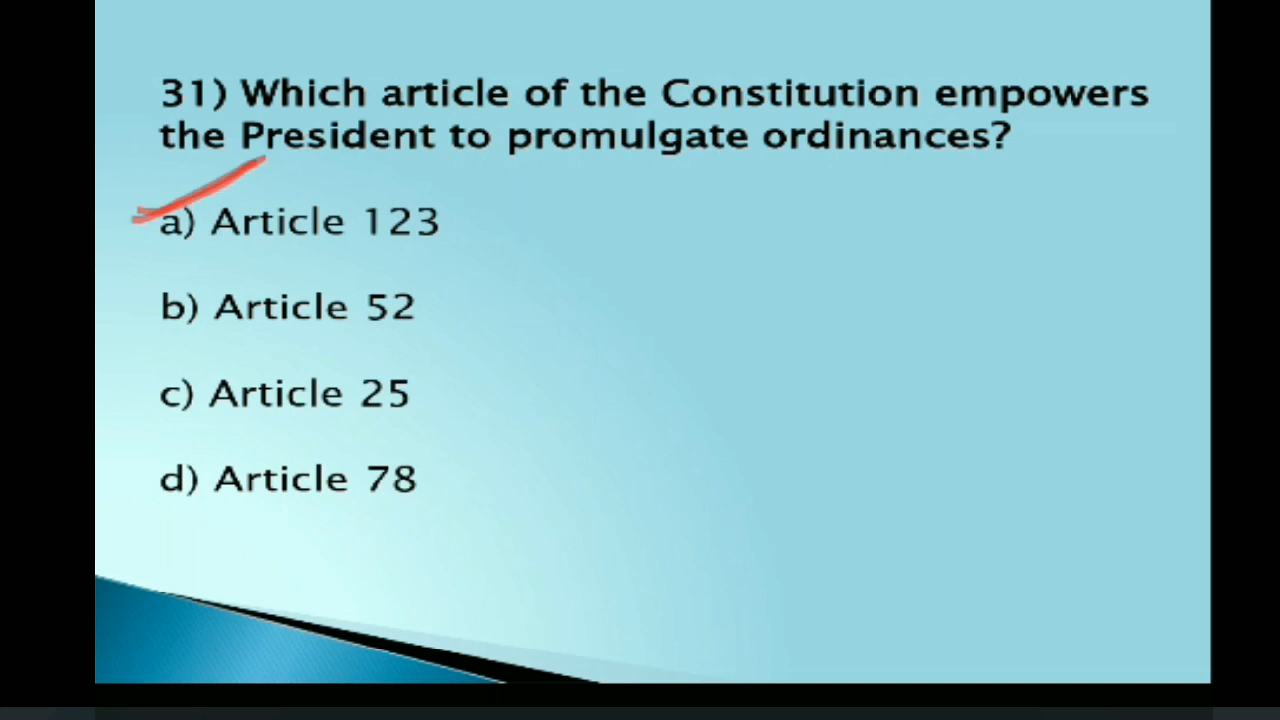 31) Which article of the Constitution empowers
the President to promulgate ordinances?
a) Article 123
b) Article 52
c) Article 25
d) Article 78